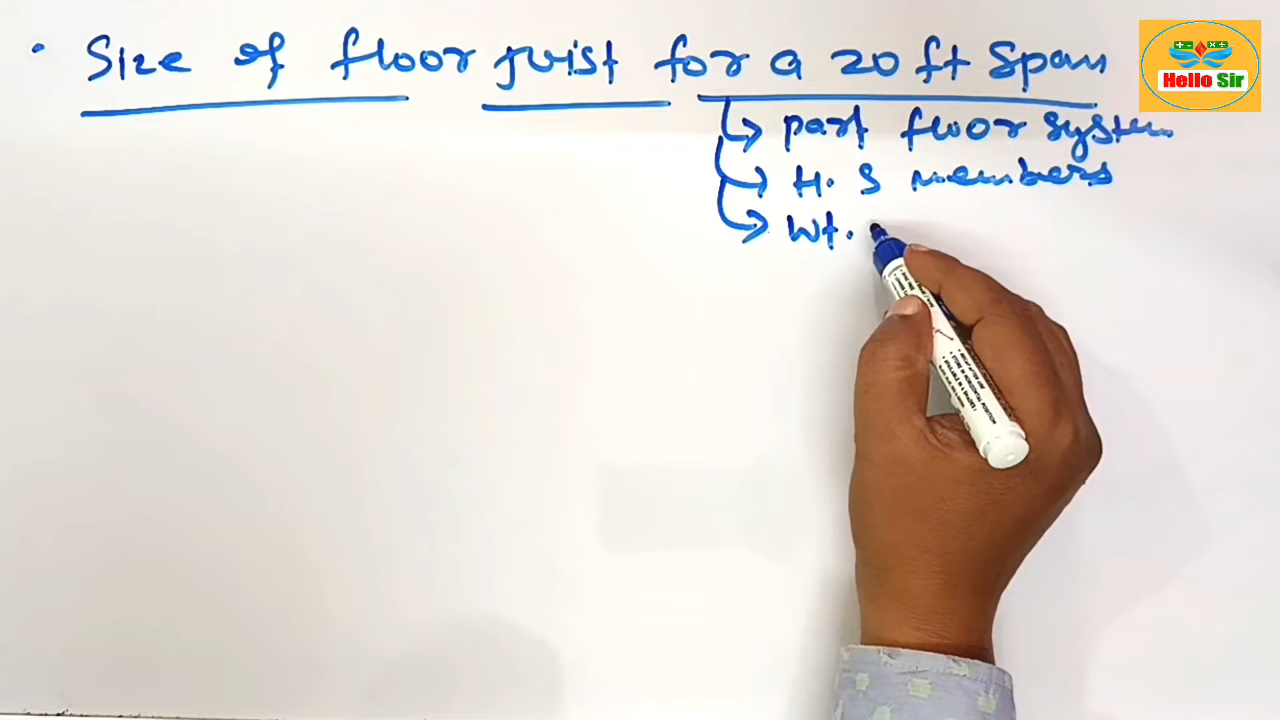 Size of floor joist for a 20 ft span
part floor system
H. S members
Wt.
Hello Sir